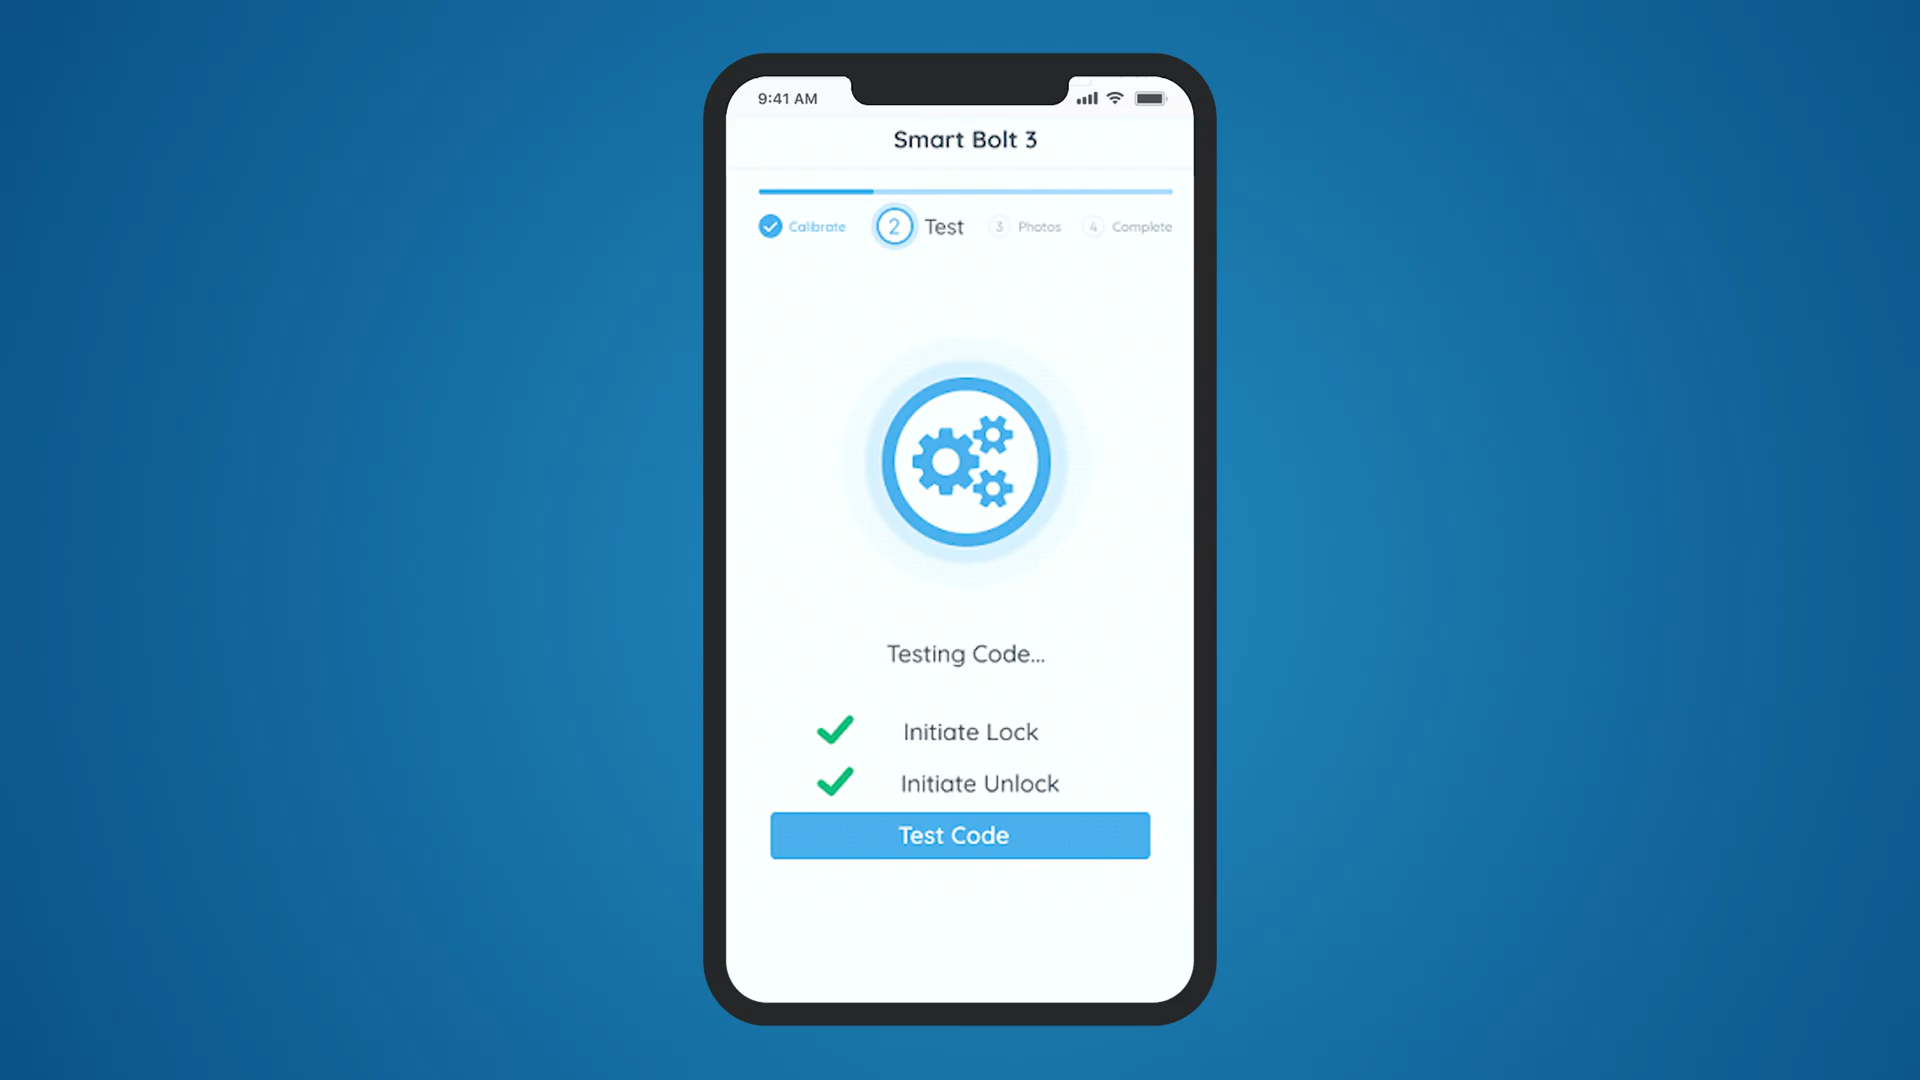 9:41 AM
Smart Bolt 3
Calibrate 2 Test 3 Photos 4 Complete
Testing Code...
Initiate Lock
Initiate Unlock
Test Code